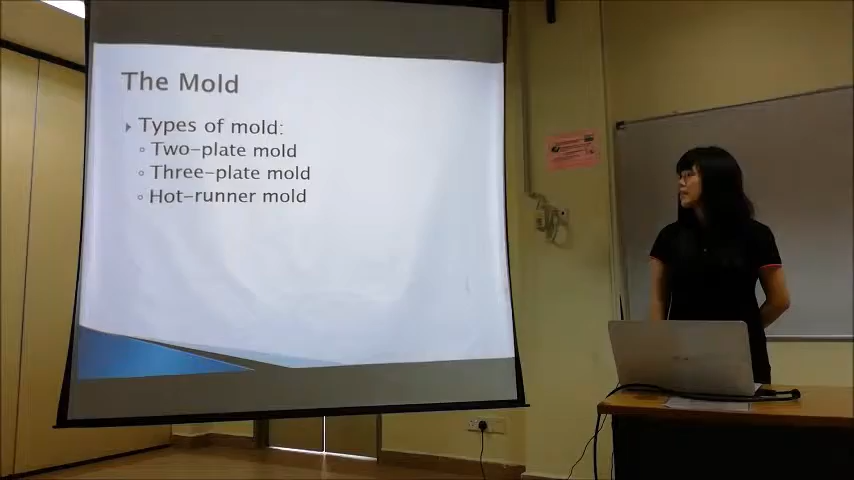 The Mold
Types of mold:
Two-plate mold
Three-plate mold
Hot-runner mold